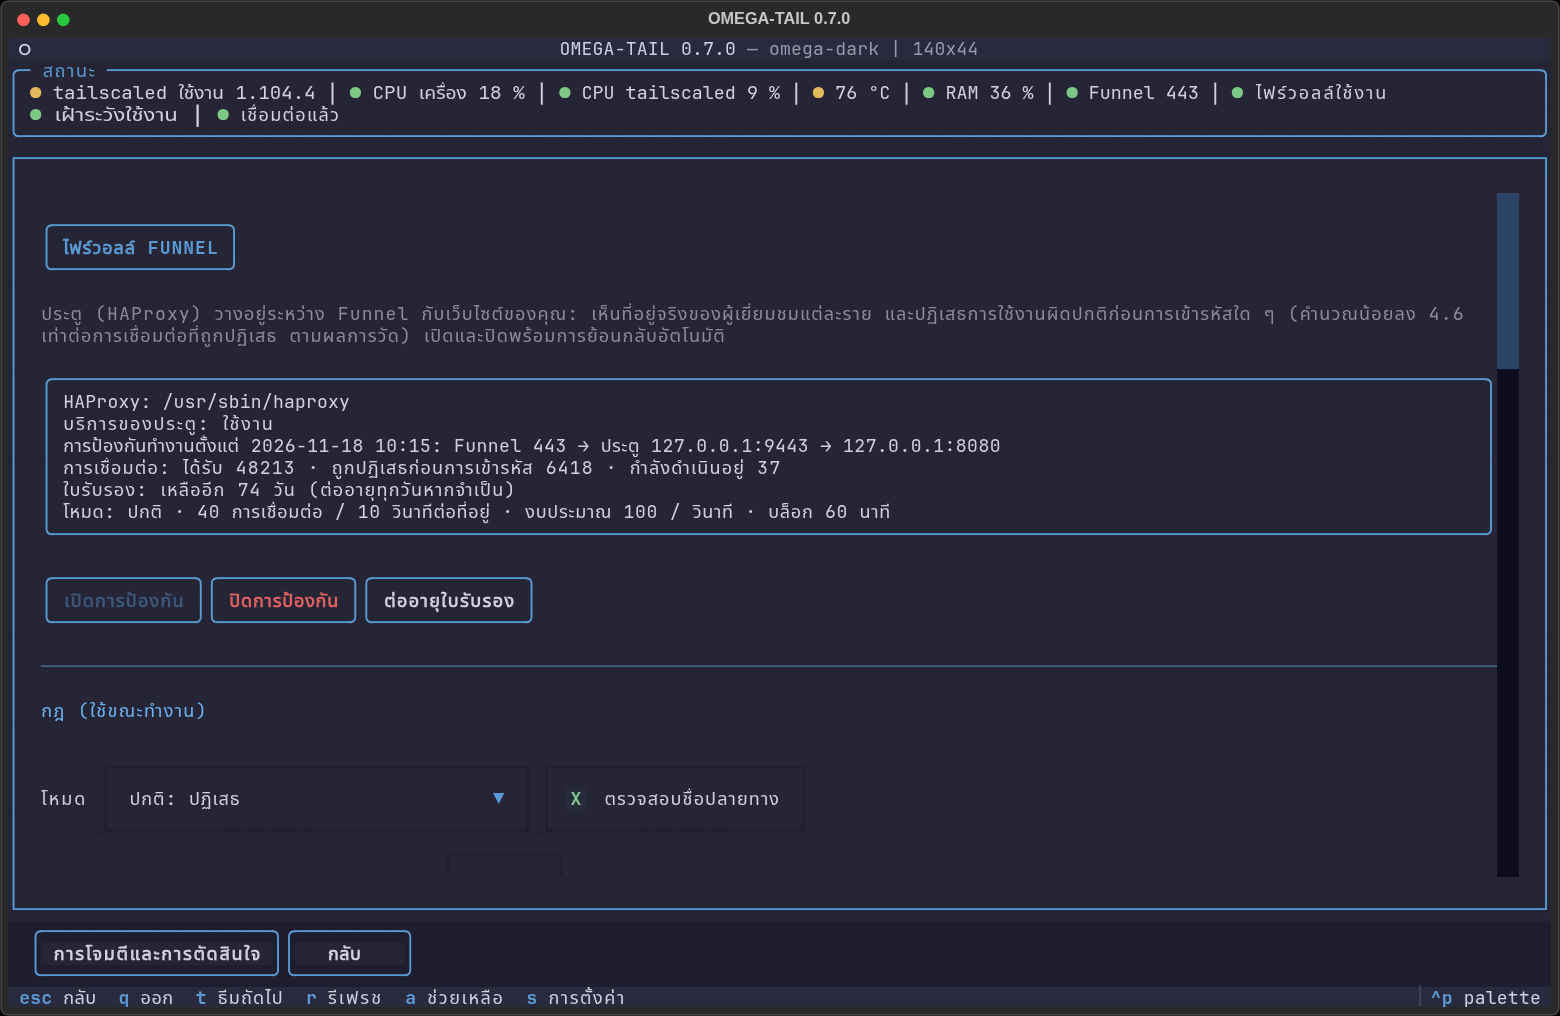 OMEGA-TAIL 0.7.0
OMEGA-TAIL 0.7.0 — omega-dark | 140x44
สถานะ
● tailscaled ใช้งาน 1.104.4 | ● CPU เครื่อง 18 % | ● CPU tailscaled 9 % | ● 76 °C | ● RAM 36 % | ● Funnel 443 | ● ไฟร์วอลล์ใช้งาน
● เฝ้าระวังใช้งาน | ● เชื่อมต่อแล้ว
ไฟร์วอลล์ FUNNEL
ประตู (HAProxy) วางอยู่ระหว่าง Funnel กับเว็บไซต์ของคุณ: เห็นที่อยู่จริงของผู้เยี่ยมชมแต่ละราย และปฏิเสธการใช้งานผิดปกติก่อนการเข้ารหัสใด ๆ (คำนวณน้อยลง 4.6
เท่าต่อการเชื่อมต่อที่ถูกปฏิเสธ ตามผลการวัด) เปิดและปิดพร้อมการย้อนกลับอัตโนมัติ
HAProxy: /usr/sbin/haproxy
บริการของประตู: ใช้งาน
การป้องกันทำงานตั้งแต่ 2026-11-18 10:15: Funnel 443 → ประตู 127.0.0.1:9443 → 127.0.0.1:8080
การเชื่อมต่อ: ได้รับ 48213 · ถูกปฏิเสธก่อนการเข้ารหัส 6418 · กำลังดำเนินอยู่ 37
ใบรับรอง: เหลืออีก 74 วัน (ต่ออายุทุกวันหากจำเป็น)
โหมด: ปกติ · 40 การเชื่อมต่อ / 10 วินาทีต่อที่อยู่ · งบประมาณ 100 / วินาที · บล็อก 60 นาที
เปิดการป้องกัน ปิดการป้องกัน ต่ออายุใบรับรอง
กฎ (ใช้ขณะทำงาน)
โหมด ปกติ: ปฏิเสธ ▼ X ตรวจสอบชื่อปลายทาง
การโจมตีและการตัดสินใจ กลับ
esc กลับ q ออก t ธีมถัดไป r รีเฟรช a ช่วยเหลือ s การตั้งค่า ^p palette